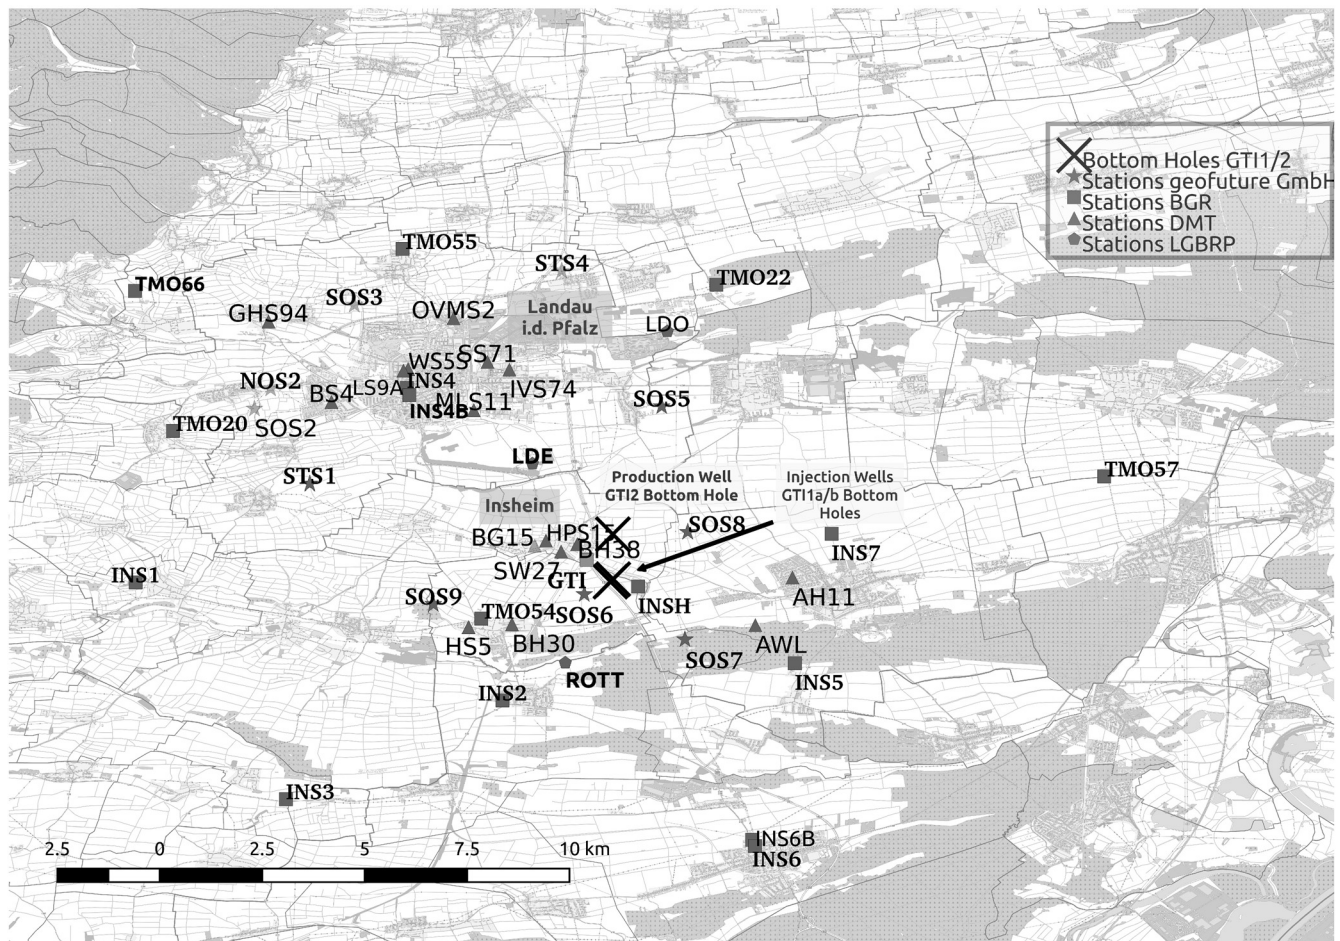 Bottom Holes GTI1/2
Stations geofuture GmbH
Stations BGR
Stations DMT
Stations LGBRP
TMO55
STS4
TMO66
TMO22
SOS3
GHS94
OVMS2
Landau
i.d. Pfalz
LDO
SS71
WS55
NOS2
INS4
LS9A
IVS74
BS4
MLS11
SOS5
INS4B
TMO20
SOS2
LDE
STS1
TMO57
Production Well
GTI2 Bottom Hole
Injection Wells
GTI1a/b Bottom
Holes
Insheim
SOS8
HPS15
BG15
BH38
INS7
SW27
INS1
GTI
SOS9
AH11
INSH
TMO54
SOS6
HS5
BH30
AWL
SOS7
ROTT
INS5
INS2
INS3
INS6B
INS6
2.5 0 2.5 5 7.5 10 km